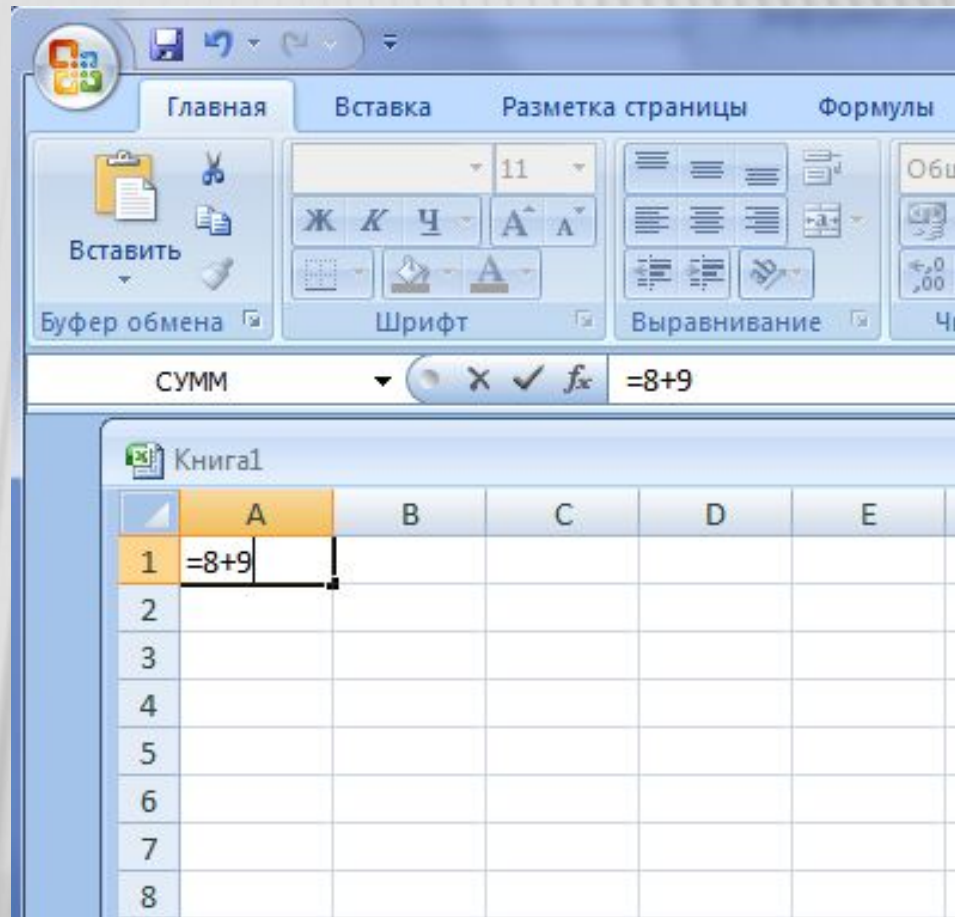 Главная Вставка Разметка страницы Формулы
11
Ж К Ч А А
Вставить
А
Буфер обмена Шрифт Выравнивание
СУММ fx =8+9
Книга1
A B C D E
1 =8+9
2
3
4
5
6
7
8